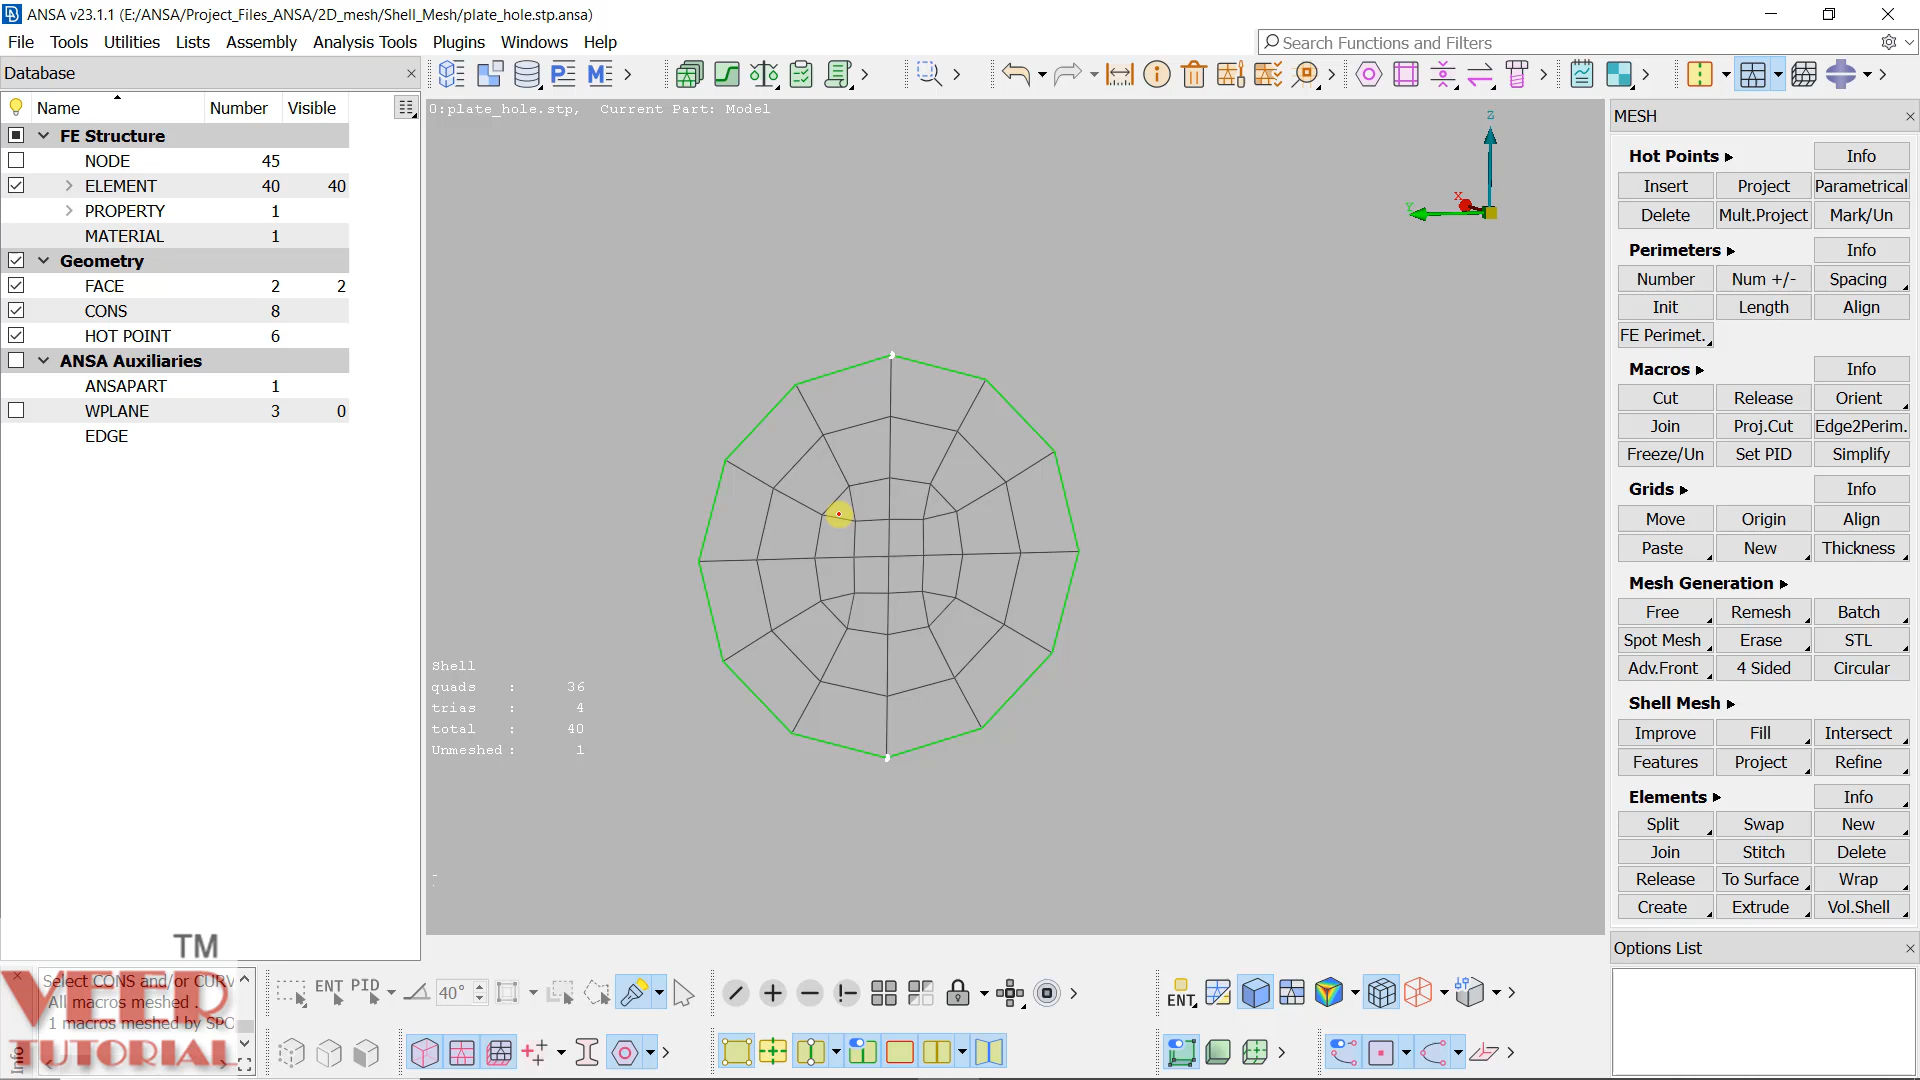 ANSA v23.1.1 (E:/ANSA/Project_Files_ANSA/2D_mesh/Shell_Mesh/plate_hole.stp.ansa)
File Tools Utilities Lists Assembly Analysis Tools Plugins Windows Help
Search Functions and Filters
Database
Name Number Visible
FE Structure
NODE 45
ELEMENT 40 40
PROPERTY 1
MATERIAL 1
Geometry
FACE 2 2
CONS 8
HOT POINT 6
ANSA Auxiliaries
ANSAPART 1
WPLANE 3 0
EDGE
0:plate_hole.stp, Current Part: Model
Z
X
Y
Shell
quads : 36
trias : 4
total : 40
Unmeshed : 1
MESH
Hot Points Info
Insert Project Parametrical
Delete Mult.Project Mark/Un
Perimeters Info
Number Num +/- Spacing
Init Length Align
FE Perimet.
Macros Info
Cut Release Orient
Join Proj.Cut Edge2Perim.
Freeze/Un Set PID Simplify
Grids Info
Move Origin Align
Paste New Thickness
Mesh Generation
Free Remesh Batch
Spot Mesh Erase STL
Adv.Front 4 Sided Circular
Shell Mesh
Improve Fill Intersect
Features Project Refine
Elements Info
Split Swap New
Join Stitch Delete
Release To Surface Wrap
Create Extrude Vol.Shell
Options List
TM
VEER
TUTORIAL
Select CONS and/or CURV
All macros meshed .
1 macros meshed by SPO
Info
ENT PID 40°
ENT